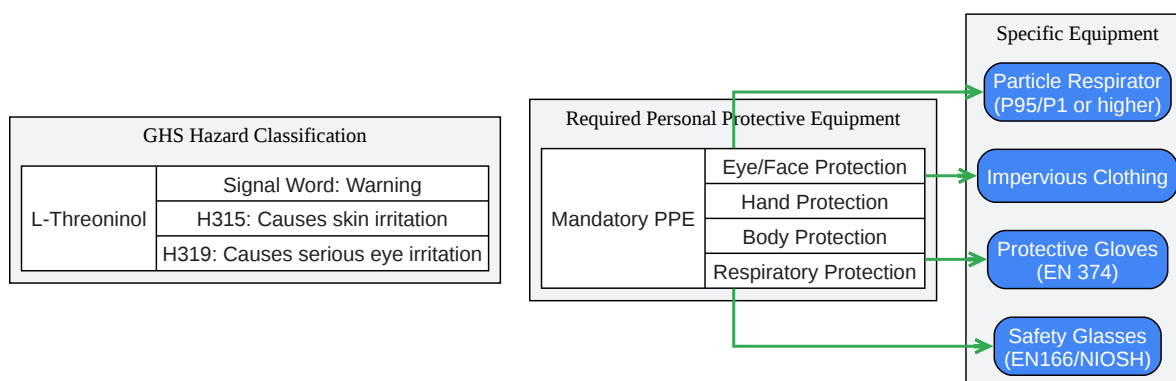 GHS Hazard Classification
L-Threoninol
Signal Word: Warning
H315: Causes skin irritation
H319: Causes serious eye irritation
Required Personal Protective Equipment
Mandatory PPE
Eye/Face Protection
Hand Protection
Body Protection
Respiratory Protection
Specific Equipment
Particle Respirator
(P95/P1 or higher)
Impervious Clothing
Protective Gloves
(EN 374)
Safety Glasses
(EN166/NIOSH)